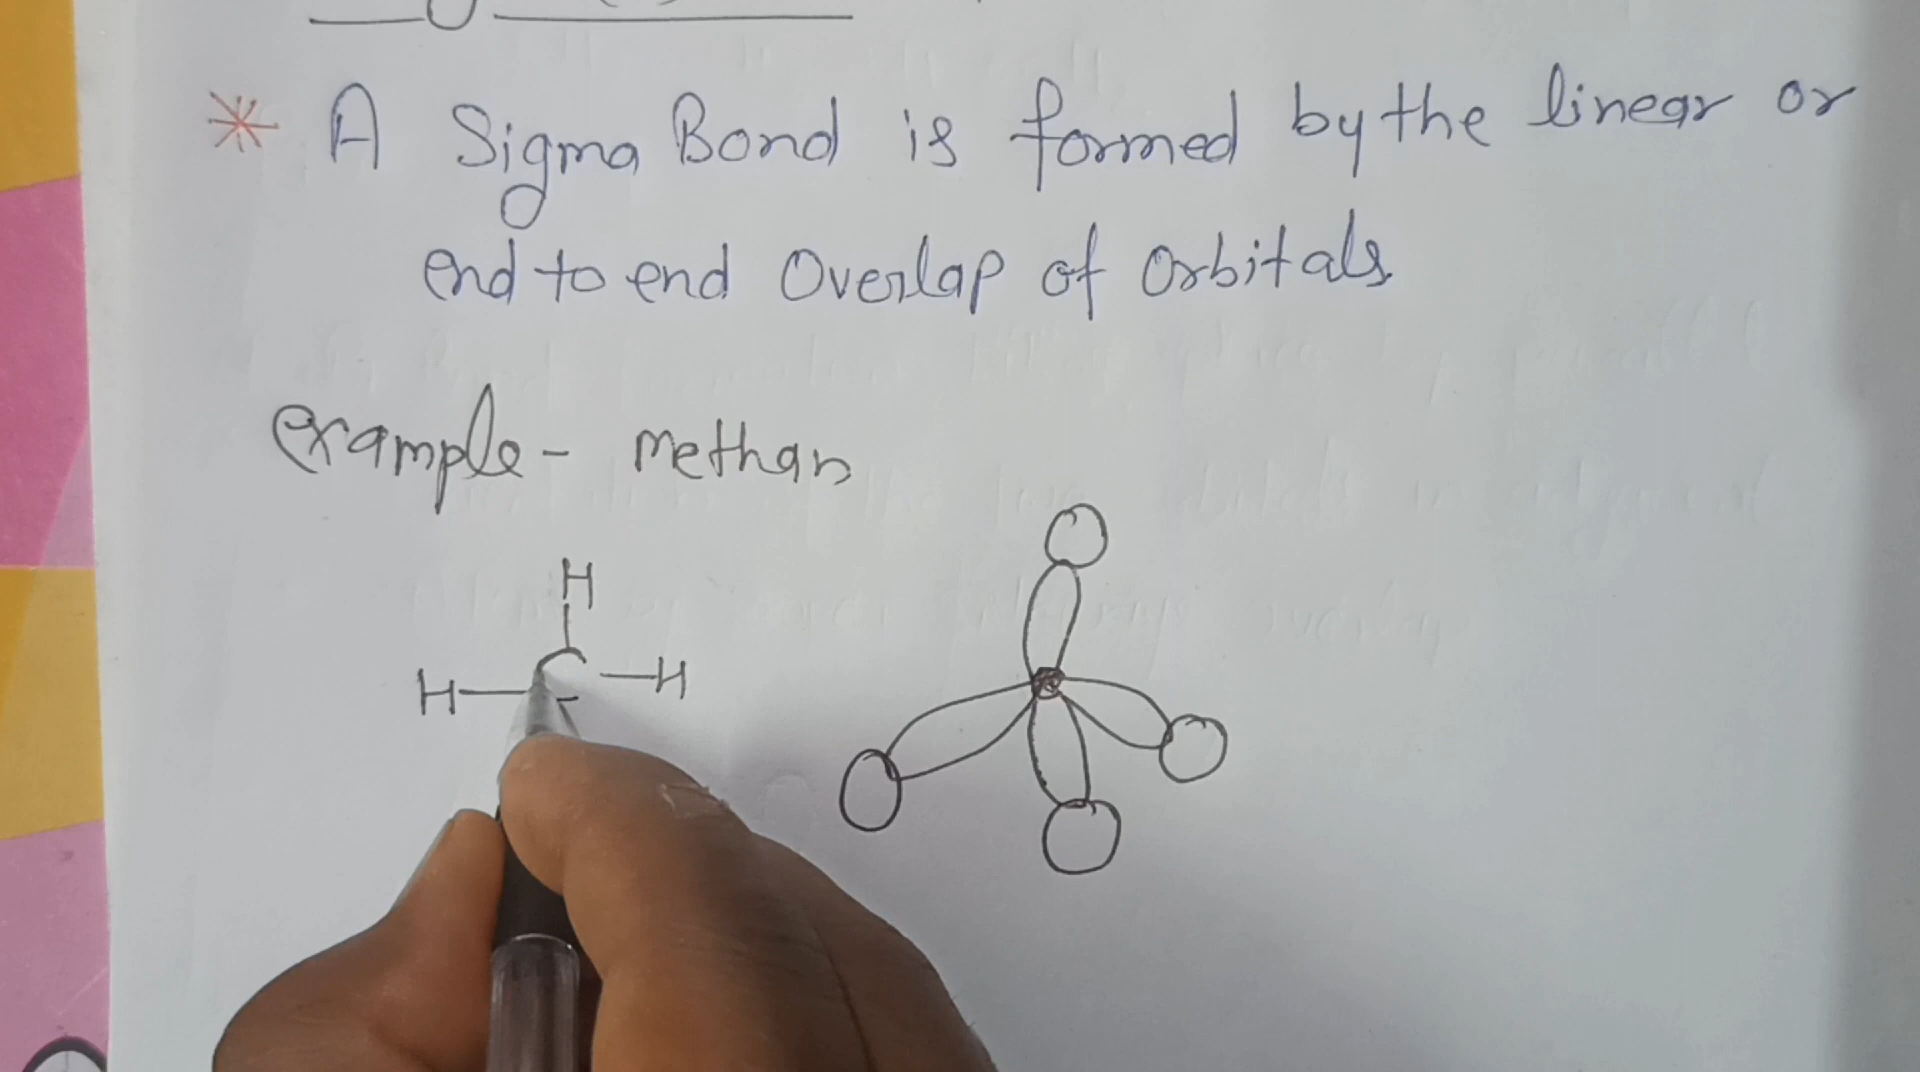 * A Sigma Bond is formed by the linear or
end to end Overlap of Orbitals
example - methan
H
H - C - H